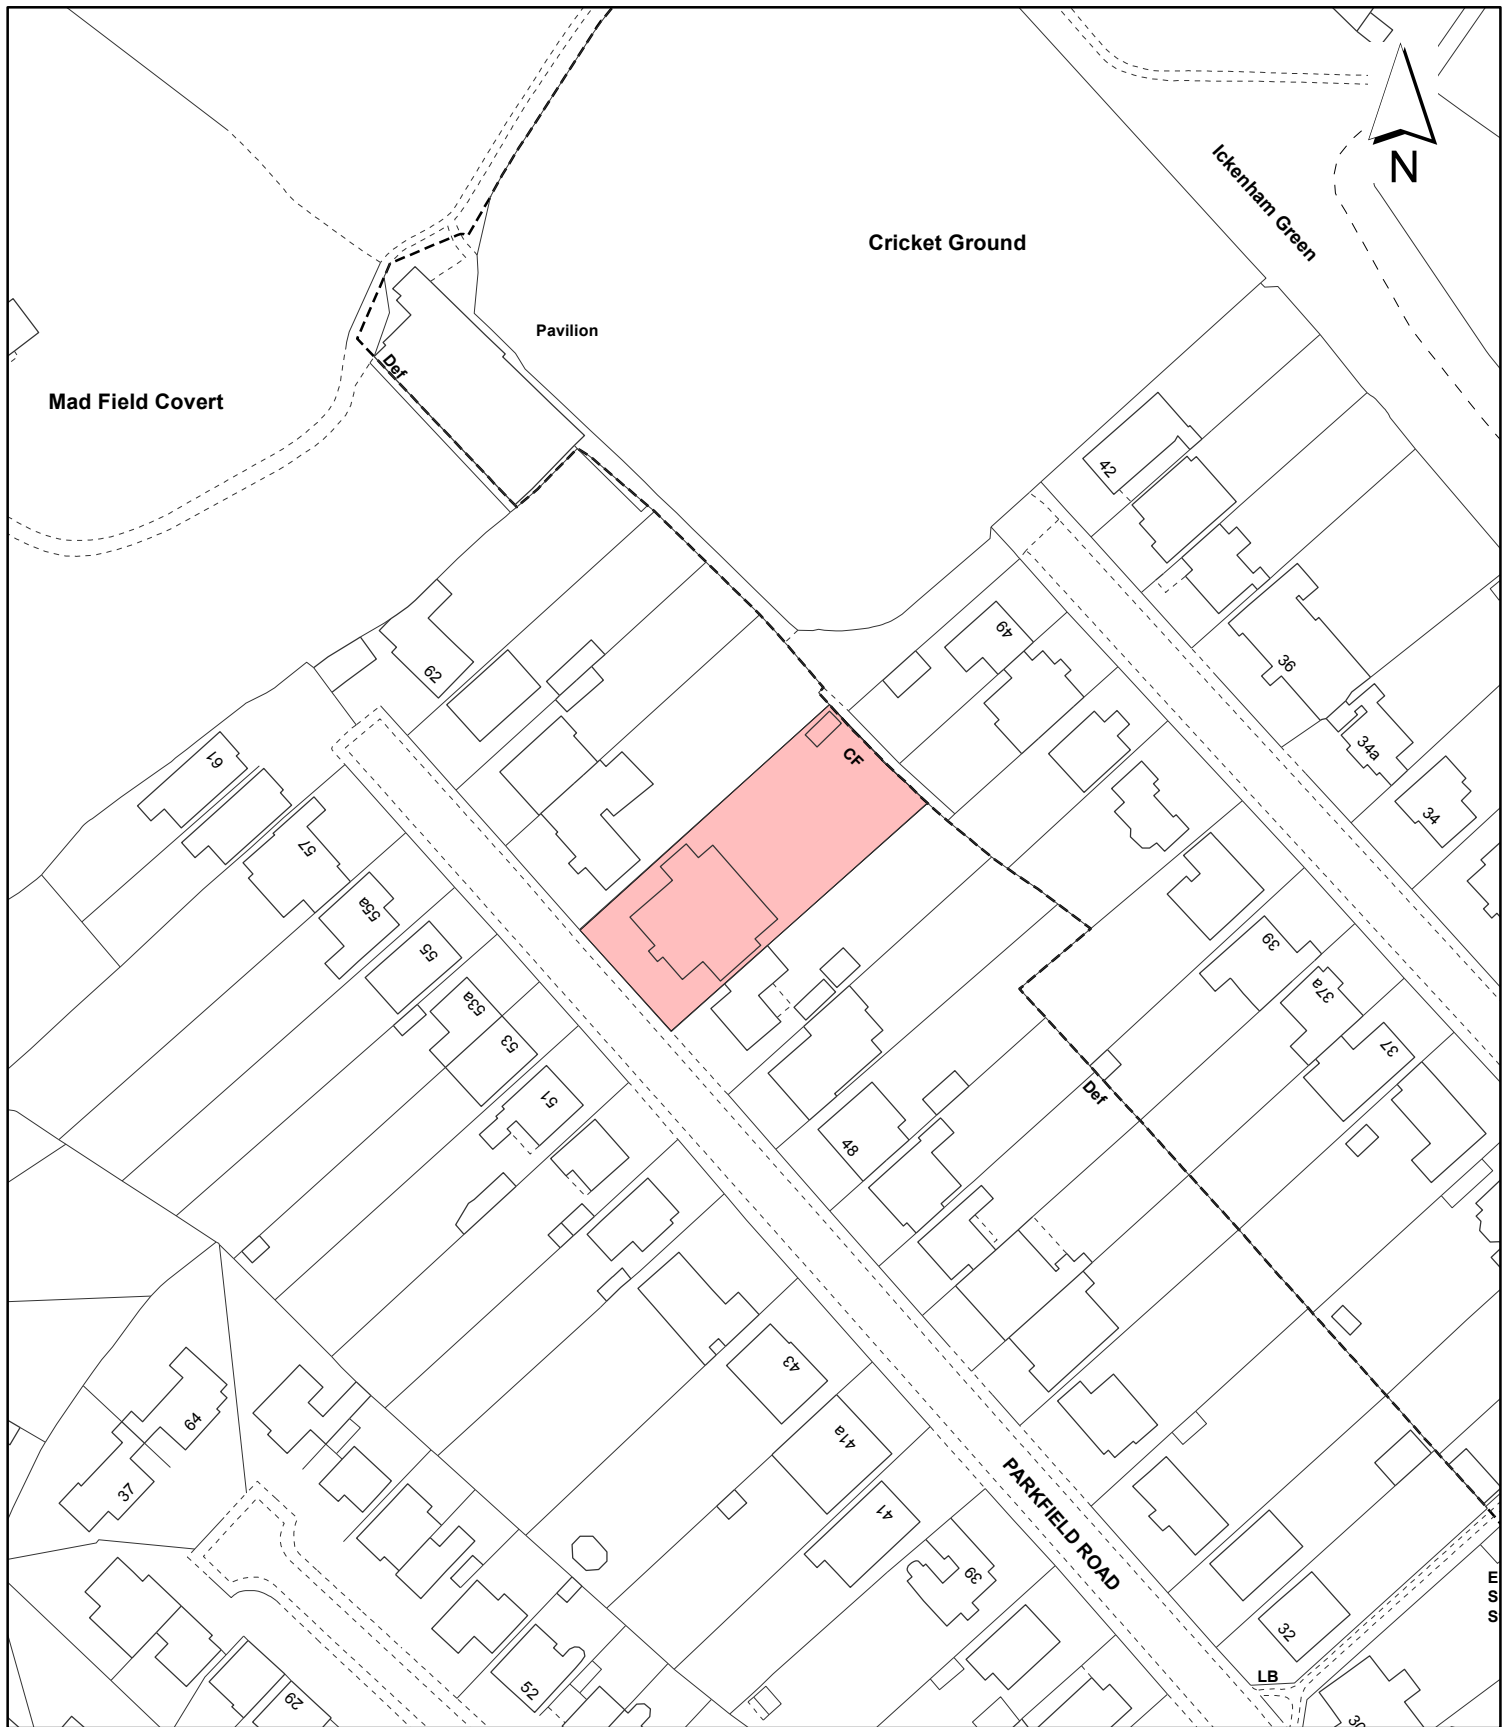 N
Ickenham Green
Cricket Ground
Pavilion
Def
Mad Field Covert
42
49
62
36
34a
61
CF
34
57
55a
55
39
37a
53a
53
37
51
Def
48
43
64
41a
37
PARKFIELD ROAD
41
39
E
S
S
32
LB
52
29